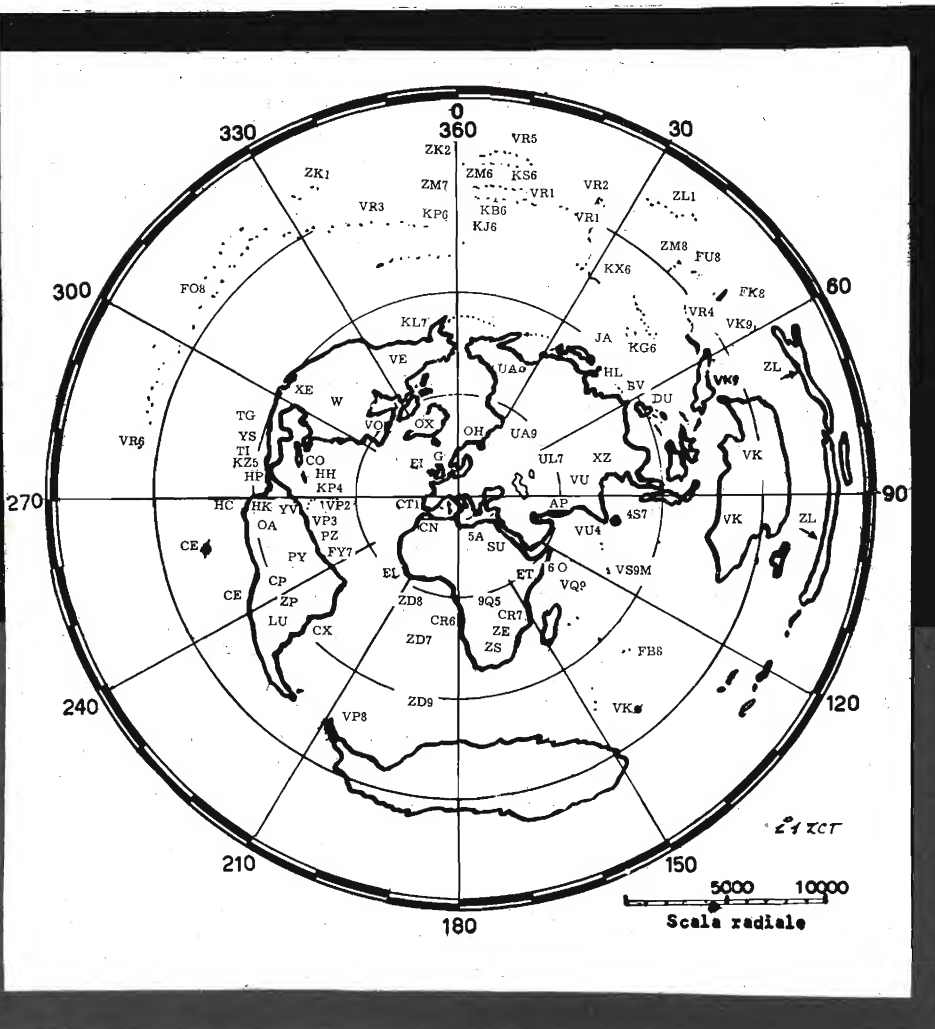 0
360
330
30
VR5
ZK2
ZK1
ZM6
KS6
ZM7
VR1
VR2
ZL1
VR3
KP6
KB6
VR1
KJ6
ZM8
FU8
KX6
300
FO8
FK8
60
VR4
VK9
KL7
JA
KG6
VE
UAø
HL
ZL
XE
W
BV
DU
VK9
TG
VO
OX
OH
UA9
VR6
YS
TI
CO
EI
G
UL7
XZ
VK
KZ5
HH
VU
HP
KP4
270
HC
HK
YV
VP2
CT1
AP
90
OA
VP3
CN
5A
VU4
4S7
VK
ZL
PZ
SU
CEø
PY
FY7
6O
VS9M
EL
ET
VQ9
CP
CE
ZP
ZD8
9Q5
LU
CR6
CR7
CX
ZD7
ZE
ZS
FB8
240
ZD9
120
VP8
VKø
i1ZCT
210
150
5000
10000
180
Scala radiale